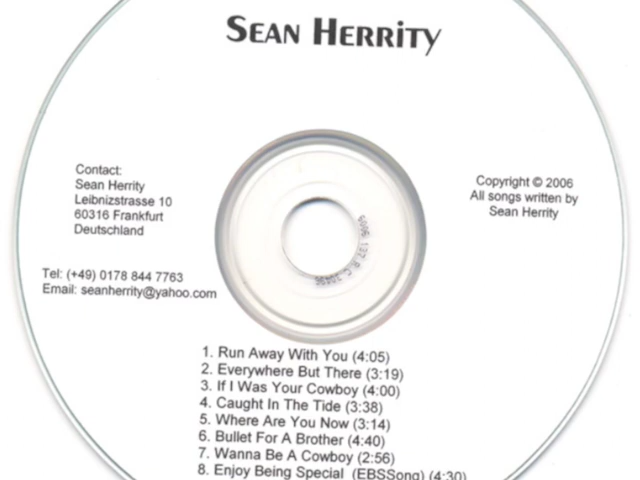 Sean Herrity
Contact:
Sean Herrity
Leibnizstrasse 10
60316 Frankfurt
Deutschland
Tel: (+49) 0178 844 7763
Email: seanherrity@yahoo.com
Copyright © 2006
All songs written by
Sean Herrity
1. Run Away With You (4:05)
2. Everywhere But There (3:19)
3. If I Was Your Cowboy (4:00)
4. Caught In The Tide (3:38)
5. Where Are You Now (3:14)
6. Bullet For A Brother (4:40)
7. Wanna Be A Cowboy (2:56)
8. Enjoy Being Special (EBSSong) (4:30)